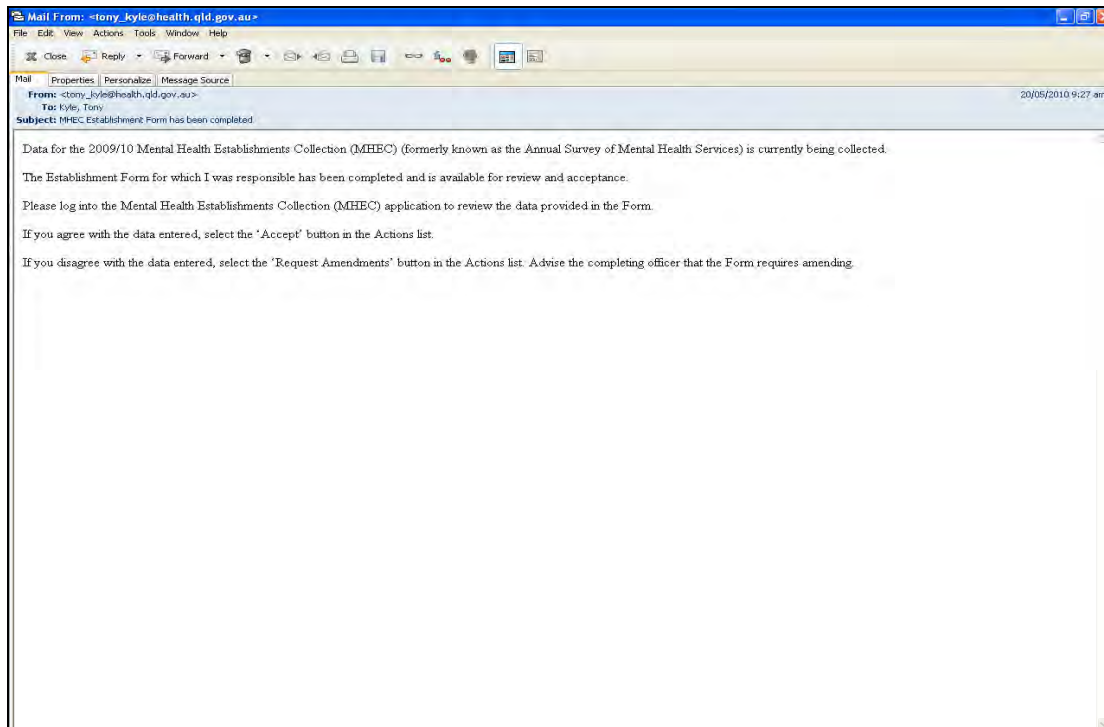 Mail From: <tony_kyle@health.qld.gov.au>
File Edit View Actions Tools Window Help
Close Reply Forward
Mail Properties Personalize Message Source
From: <tony_kyle@health.qld.gov.au> 20/05/2010 9:27 am
To: Kyle, Tony
Subject: MHEC Establishment Form has been completed
Data for the 2009/10 Mental Health Establishments Collection (MHEC) (formerly known as the Annual Survey of Mental Health Services) is currently being collected.
The Establishment Form for which I was responsible has been completed and is available for review and acceptance.
Please log into the Mental Health Establishments Collection (MHEC) application to review the data provided in the Form.
If you agree with the data entered, select the 'Accept' button in the Actions list.
If you disagree with the data entered, select the 'Request Amendments' button in the Actions list. Advise the completing officer that the Form requires amending.